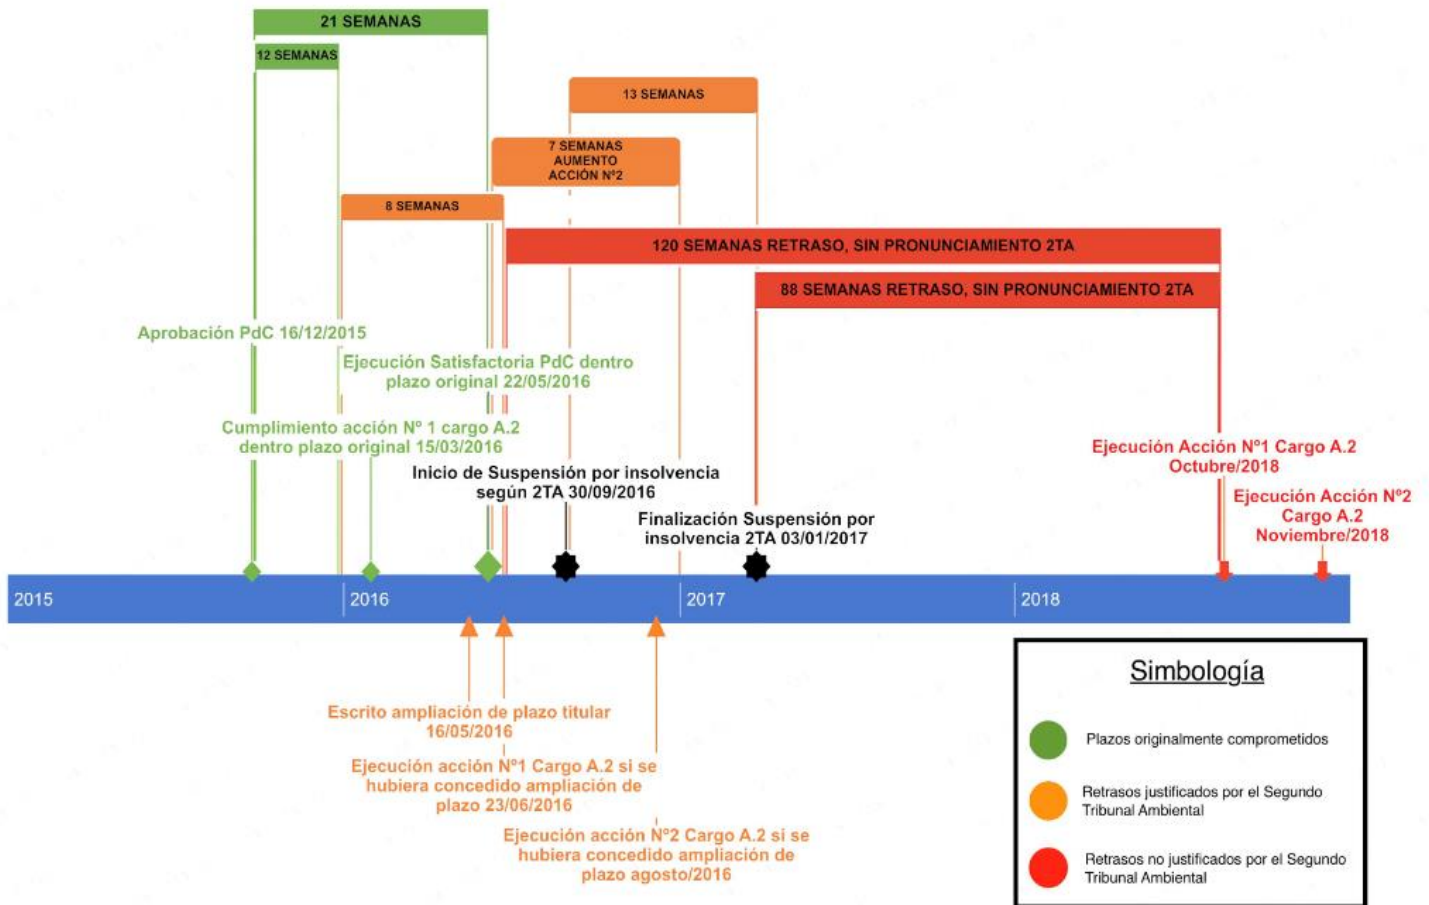 21 SEMANAS
12 SEMANAS
13 SEMANAS
7 SEMANAS
AUMENTO
ACCIÓN Nº2
8 SEMANAS
120 SEMANAS RETRASO, SIN PRONUNCIAMIENTO 2TA
88 SEMANAS RETRASO, SIN PRONUNCIAMIENTO 2TA
Aprobación PdC 16/12/2015
Ejecución Satisfactoria PdC dentro
plazo original 22/05/2016
Cumplimiento acción Nº 1 cargo A.2
dentro plazo original 15/03/2016
Inicio de Suspensión por insolvencia
según 2TA 30/09/2016
Finalización Suspensión por
insolvencia 2TA 03/01/2017
Ejecución Acción Nº1 Cargo A.2
Octubre/2018
Ejecución Acción Nº2
Cargo A.2
Noviembre/2018
2015
2016
2017
2018
Escrito ampliación de plazo titular
16/05/2016
Ejecución acción Nº1 Cargo A.2 si se
hubiera concedido ampliación de
plazo 23/06/2016
Ejecución acción Nº2 Cargo A.2 si se
hubiera concedido ampliación de
plazo agosto/2016
Simbología
Plazos originalmente comprometidos
Retrasos justificados por el Segundo
Tribunal Ambiental
Retrasos no justificados por el Segundo
Tribunal Ambiental